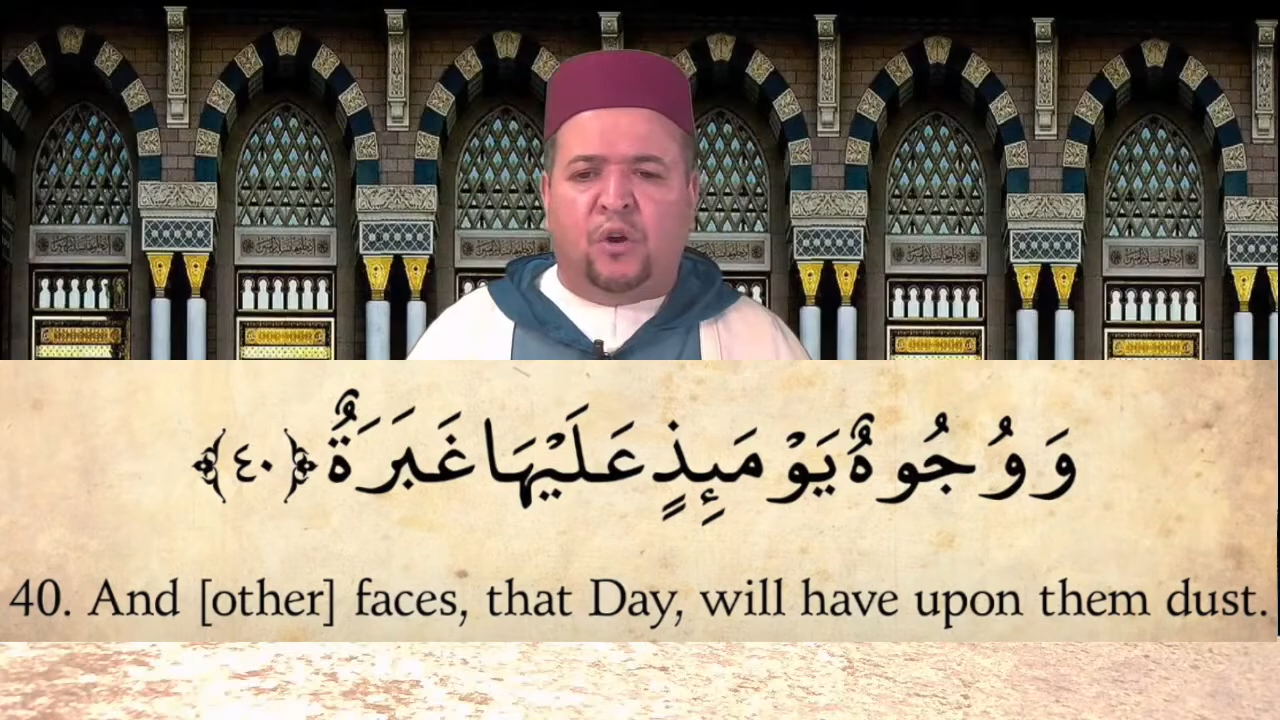 وَوُجُوهٌ يَوْمَئِذٍ عَلَيْهَا غَبَرَةٌ ﴿٤٠﴾
40. And [other] faces, that Day, will have upon them dust.